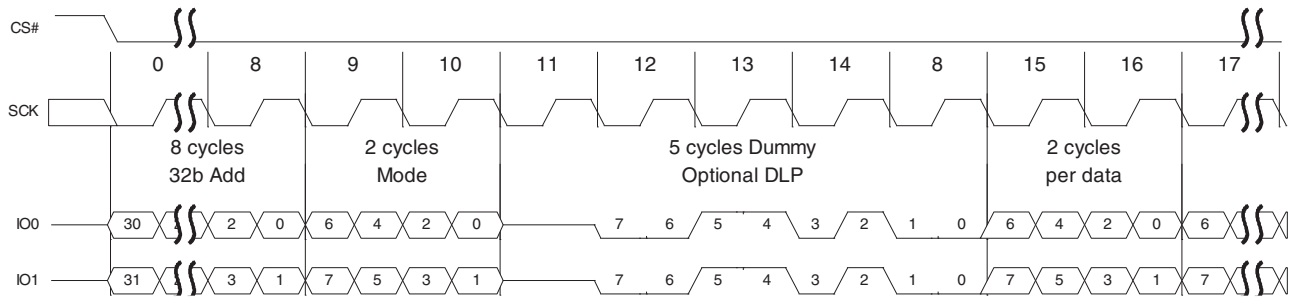 CS#
0 8 9 10 11 12 13 14 8 15 16 17
SCK
8 cycles 2 cycles 5 cycles Dummy 2 cycles
32b Add Mode Optional DLP per data
IO0 30 2 0 6 4 2 0 7 6 5 4 3 2 1 0 6 4 2 0 6
IO1 31 3 1 7 5 3 1 7 6 5 4 3 2 1 0 7 5 3 1 7